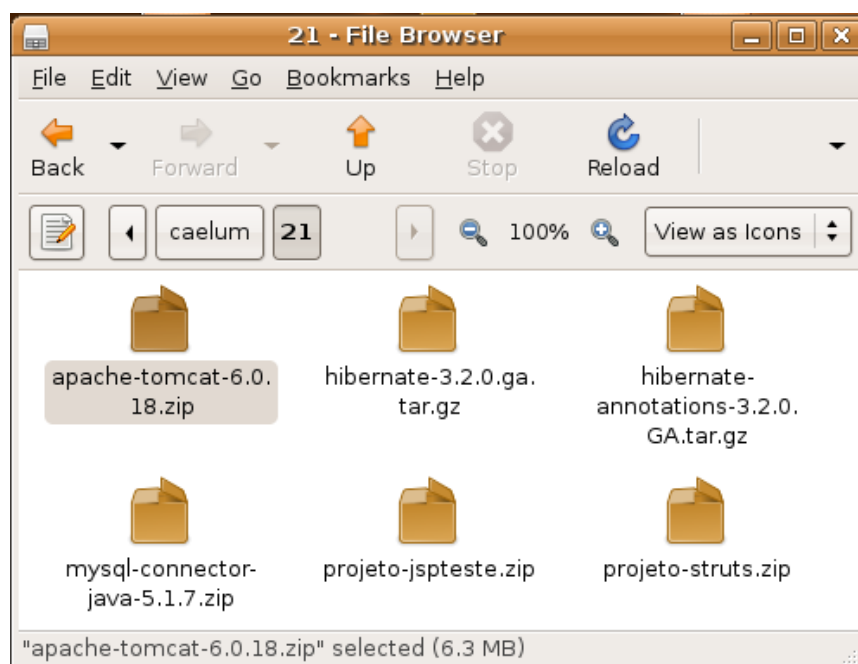 21 - File Browser
File Edit View Go Bookmarks Help
Back Forward Up Stop Reload
caelum 21 100% View as Icons
apache-tomcat-6.0.
18.zip
hibernate-3.2.0.ga.
tar.gz
hibernate-
annotations-3.2.0.
GA.tar.gz
mysql-connector-
java-5.1.7.zip
projeto-jspteste.zip
projeto-struts.zip
"apache-tomcat-6.0.18.zip" selected (6.3 MB)